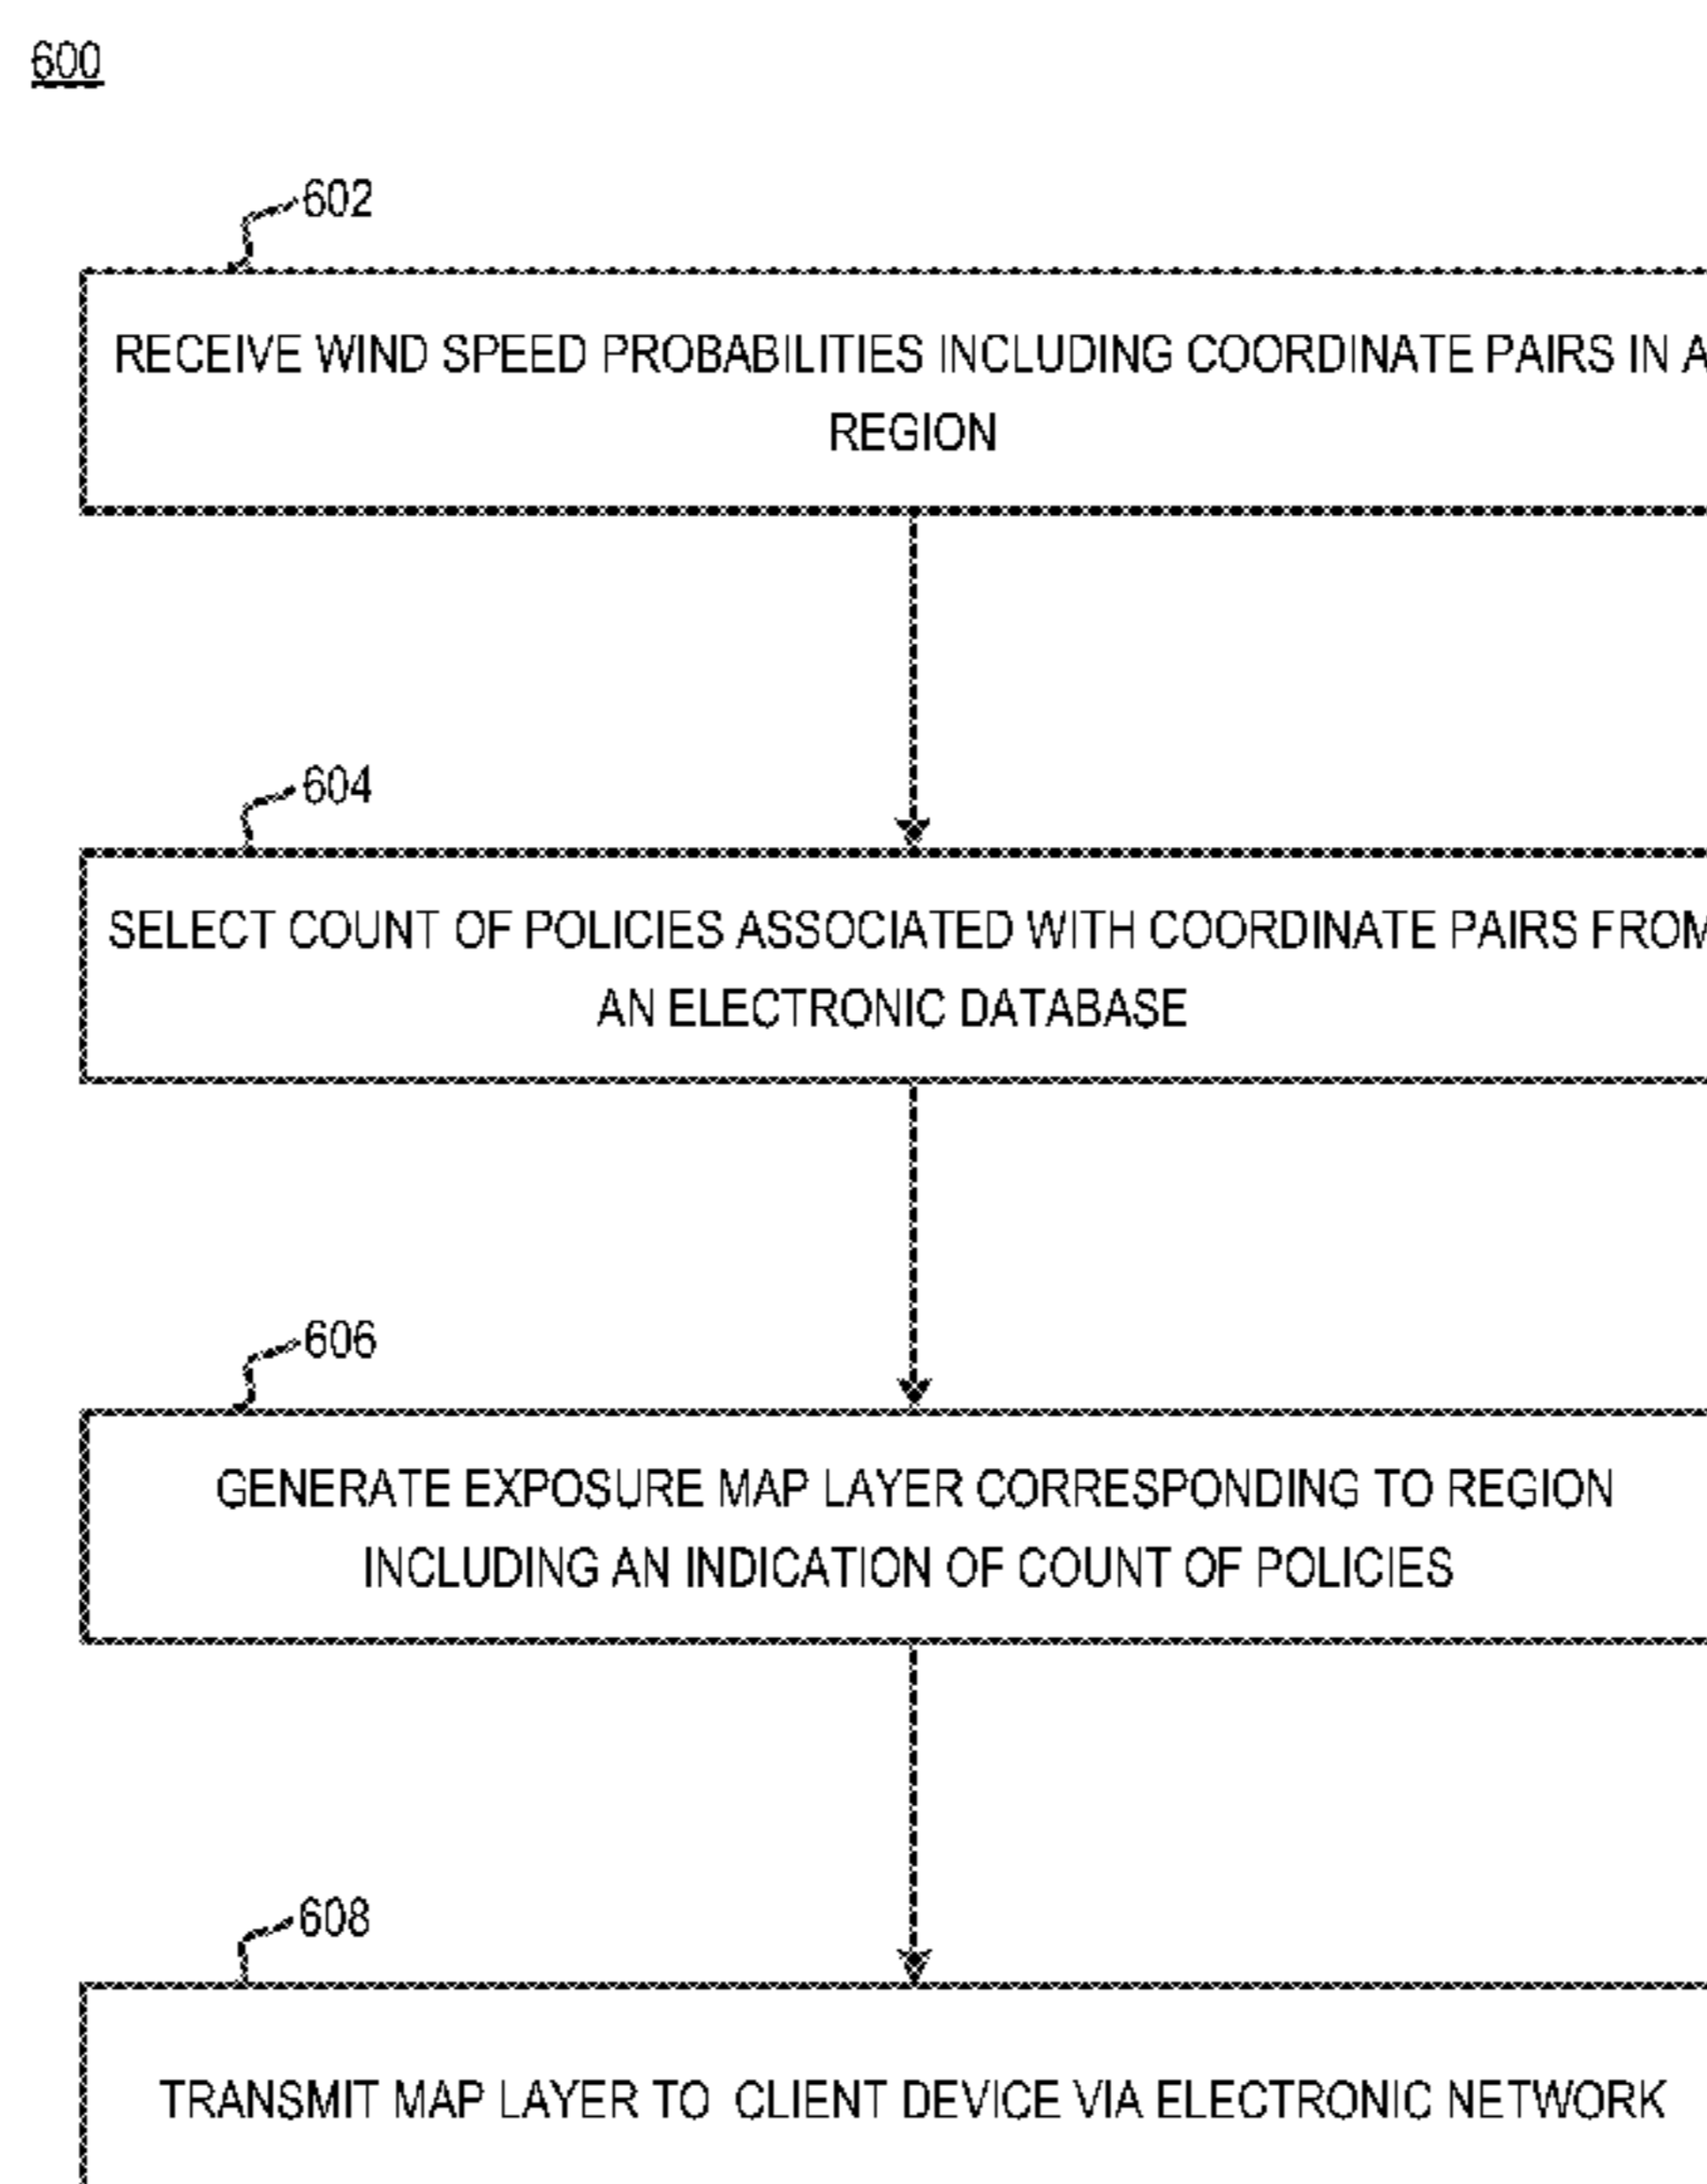 600
602
RECEIVE WIND SPEED PROBABILITIES INCLUDING COORDINATE PAIRS IN A
REGION
604
SELECT COUNT OF POLICIES ASSOCIATED WITH COORDINATE PAIRS FROM
AN ELECTRONIC DATABASE
606
GENERATE EXPOSURE MAP LAYER CORRESPONDING TO REGION
INCLUDING AN INDICATION OF COUNT OF POLICIES
608
TRANSMIT MAP LAYER TO CLIENT DEVICE VIA ELECTRONIC NETWORK